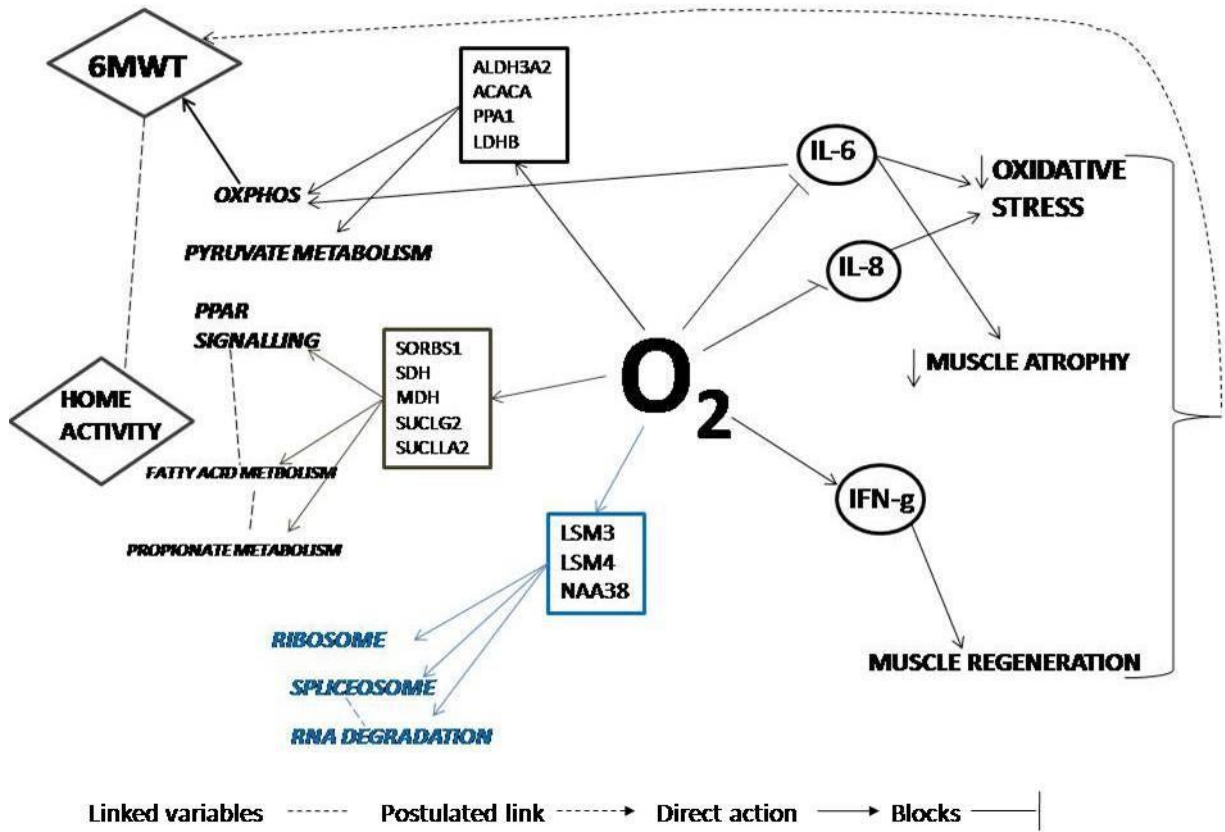 6MWT
ALDH3A2
ACACA
PPA1
LDHB
IL-6
OXIDATIVE
STRESS
OXPHOS
PYRUVATE METABOLISM
IL-8
PPAR
SIGNALLING
SORBS1
SDH
MDH
SUCLG2
SUCLLA2
O2
MUSCLE ATROPHY
HOME
ACTIVITY
FATTY ACID METBOLISM
PROPIONATE METABOLISM
IFN-g
LSM3
LSM4
NAA38
RIBOSOME
SPLICEOSOME
RNA DEGRADATION
MUSCLE REGENERATION
Linked variables Postulated link Direct action Blocks